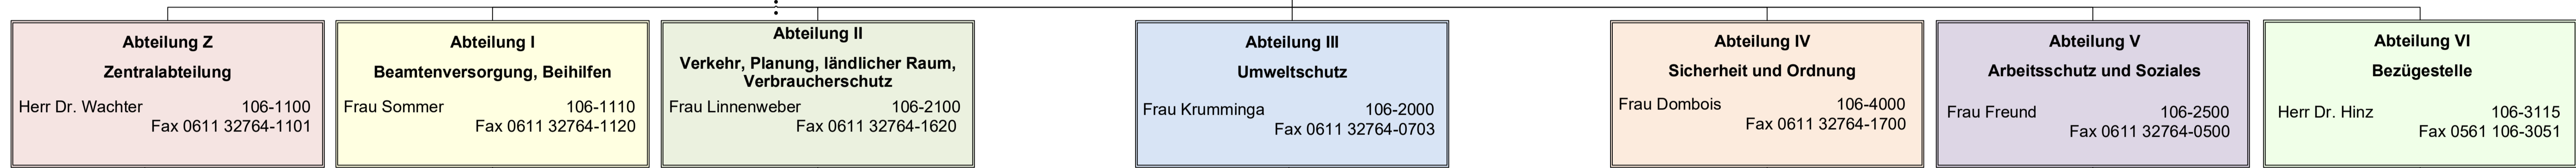 Abteilung Z
Zentralabteilung
Herr Dr. Wachter 106-1100
Fax 0611 32764-1101
Abteilung I
Beamtenversorgung, Beihilfen
Frau Sommer 106-1110
Fax 0611 32764-1120
Abteilung II
Verkehr, Planung, ländlicher Raum,
Verbraucherschutz
Frau Linnenweber 106-2100
Fax 0611 32764-1620
Abteilung III
Umweltschutz
Frau Krumminga 106-2000
Fax 0611 32764-0703
Abteilung IV
Sicherheit und Ordnung
Frau Dombois 106-4000
Fax 0611 32764-1700
Abteilung V
Arbeitsschutz und Soziales
Frau Freund 106-2500
Fax 0611 32764-0500
Abteilung VI
Bezügestelle
Herr Dr. Hinz 106-3115
Fax 0561 106-3051